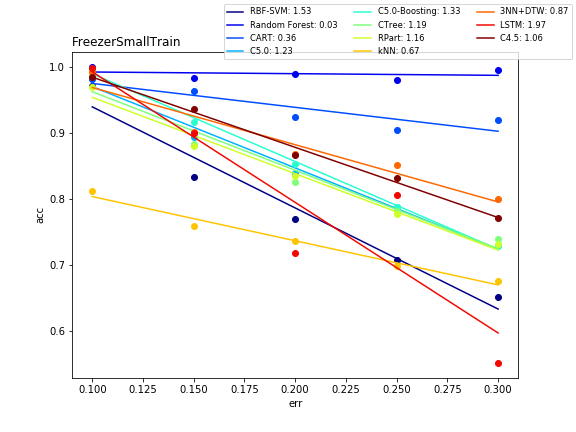 RBF-SVM: 1.53
Random Forest: 0.03
CART: 0.36
C5.0: 1.23
C5.0-Boosting: 1.33
CTree: 1.19
RPart: 1.16
kNN: 0.67
3NN+DTW: 0.87
LSTM: 1.97
C4.5: 1.06
FreezerSmallTrain
1.0
0.9
0.8
0.7
0.6
acc
0.100 0.125 0.150 0.175 0.200 0.225 0.250 0.275 0.300
err